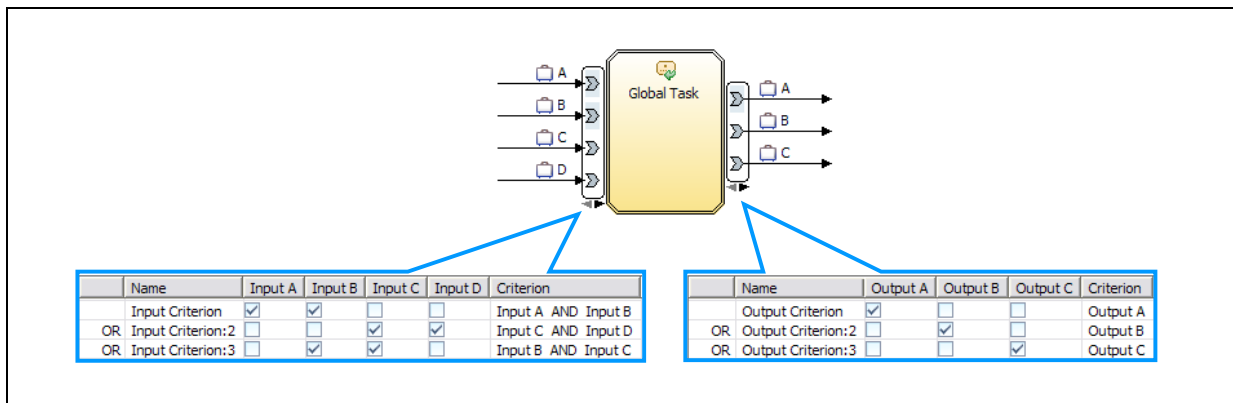 A
B
C
D
Global Task
A
B
C
Name Input A Input B Input C Input D Criterion
Input Criterion Input A AND Input B
OR Input Criterion:2 Input C AND Input D
OR Input Criterion:3 Input B AND Input C
Name Output A Output B Output C Criterion
Output Criterion Output A
OR Output Criterion:2 Output B
OR Output Criterion:3 Output C